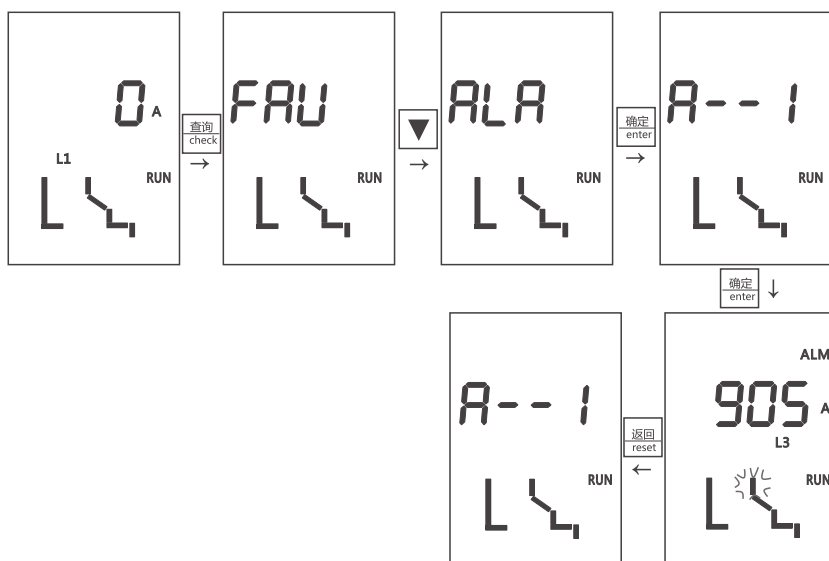 0 A
L1
RUN
查询
check
FAU
RUN
ALA
RUN
确定
enter
A--1
RUN
确定
enter
ALM
905 A
L3
RUN
返回
reset
A--1
RUN